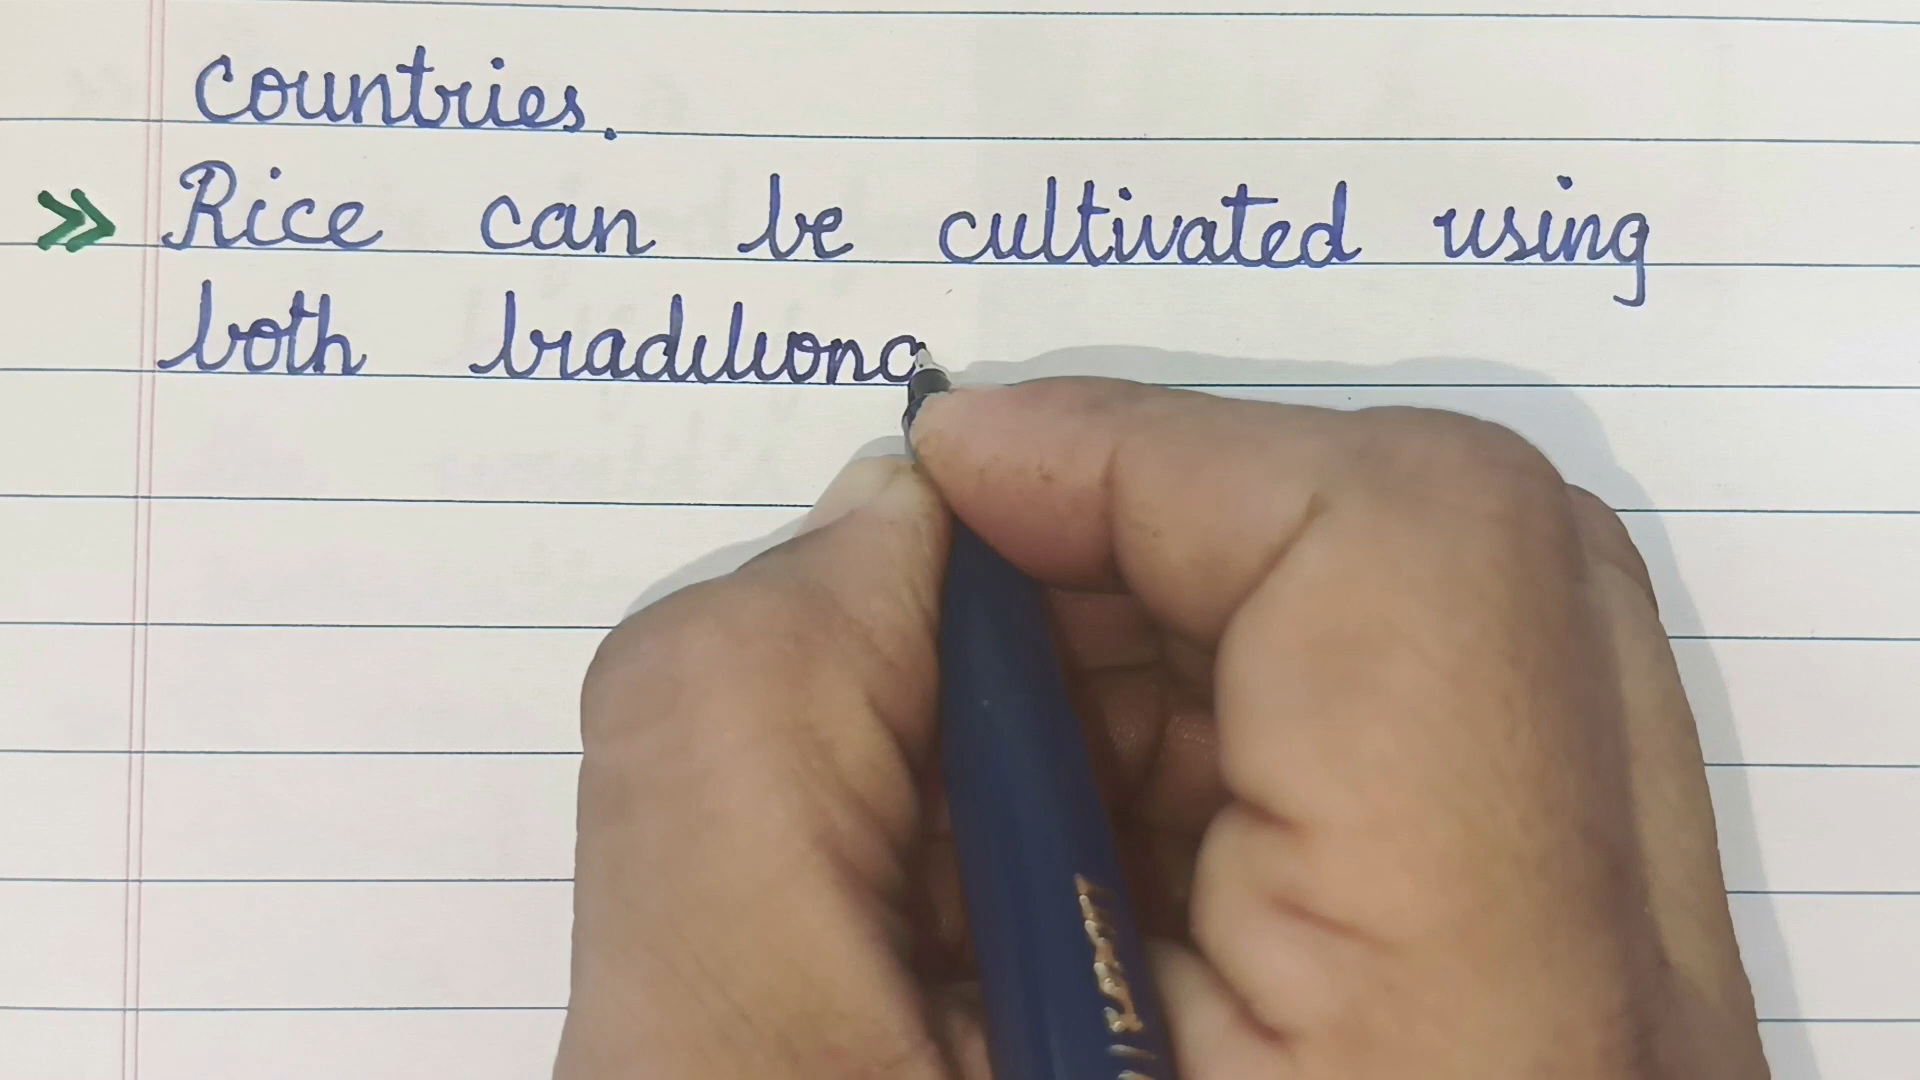 countries.
» Rice can be cultivated using
both traditiona